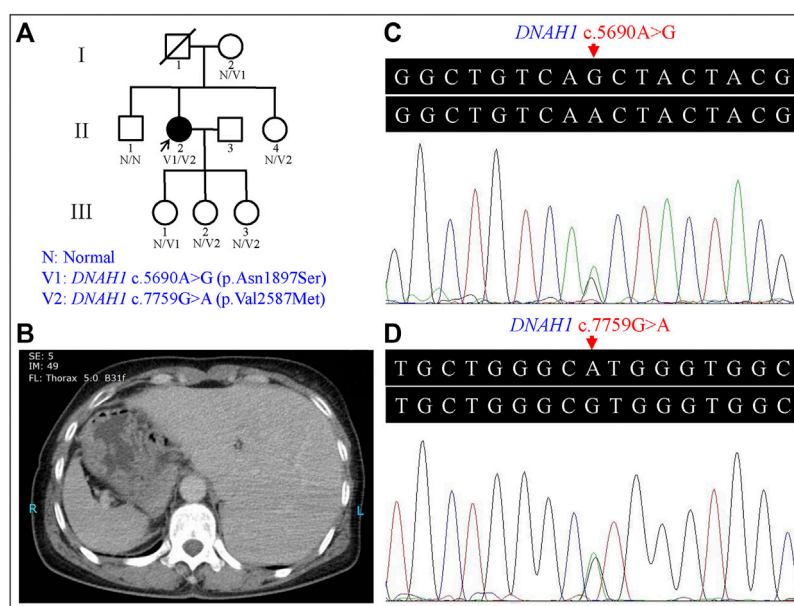 A
I
1
2
N/V1
II
1
N/N
2
V1/V2
3
4
N/V2
III
1
N/V1
2
N/V2
3
N/V2
N: Normal
V1: DNAH1 c.5690A>G (p.Asn1897Ser)
V2: DNAH1 c.7759G>A (p.Val2587Met)
B
SE: 5
IM: 49
FL: Thorax 5.0 B31f
R
L
C
DNAH1 c.5690A>G
G G C T G T C A G C T A C T A C G
G G C T G T C A A C T A C T A C G
D
DNAH1 c.7759G>A
T G C T G G G C A T G G G T G G C
T G C T G G G C G T G G G T G G C